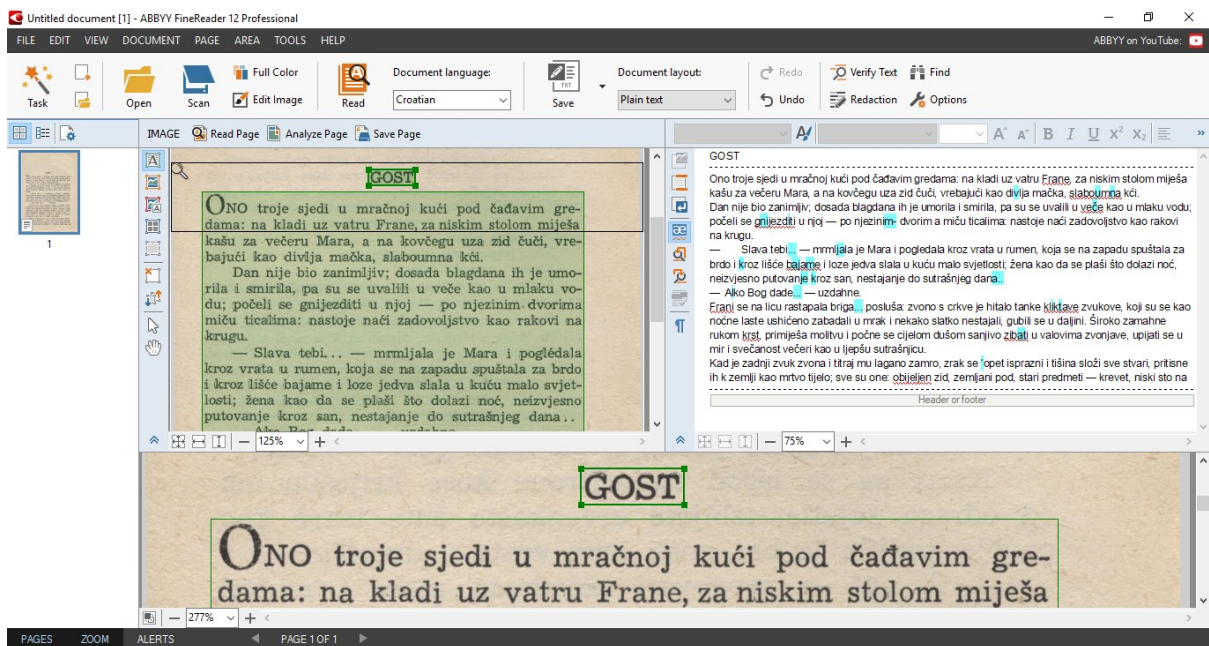 Untitled document [1] - ABBYY FineReader 12 Professional
FILE EDIT VIEW DOCUMENT PAGE AREA TOOLS HELP
ABBYY on YouTube:
Task
Open
Scan
Full Color
Edit Image
Read
Document language:
Croatian
TXT
Save
Document layout:
Plain text
Redo
Undo
Verify Text
Redaction
Find
Options
IMAGE Read Page Analyze Page Save Page
1
GOST
ONO troje sjedi u mračnoj kući pod čađavim gre-
dama: na kladi uz vatru Frane, za niskim stolom miješa
kašu za večeru Mara, a na kovčegu uza zid čuči, vre-
bajući kao divlja mačka, slaboumna kći.
Dan nije bio zanimljiv; dosada blagdana ih je umo-
rila i smirila, pa su se uvalili u veče kao u mlaku vo-
du; počeli se gnijezditi u njoj — po njezinim dvorima
miču ticalima: nastoje naći zadovoljstvo kao rakovi na
krugu.
— Slava tebi... — mrmljala je Mara i poglédala
kroz vrata u rumen, koja se na zapadu spuštala za brdo
i kroz lišće bajame i loze jedva slala u kuću malo svjet-
losti; žena kao da se plaši što dolazi noć, neizvjesno
putovanje kroz san, nestajanje do sutrašnjeg dana..
— Ako Bog dade... — uzdahne.
125%
GOST
Ono troje sjedi u mračnoj kući pod čađavim gredama: na kladi uz vatru Frane, za niskim stolom miješa
kašu za večeru Mara, a na kovčegu uza zid čuči, vrebajući kao divlja mačka, slaboumna kći.
Dan nije bio zanimljiv; dosada blagdana ih je umorila i smirila, pa su se uvalili u veče kao u mlaku vodu;
počeli se gnijezditi u njoj — po njezinim- dvorim a miču ticalima: nastoje naći zadovoljstvo kao rakovi
na krugu.
— Slava tebi... — mrmljala je Mara i pogledala kroz vrata u rumen, koja se na zapadu spuštala za
brdo i kroz lišće bajame i loze jedva slala u kuću malo svjetlosti; žena kao da se plaši što dolazi noć,
neizvjesno putovanje kroz san, nestajanje do sutrašnjeg dana..
— Ako Bog dade... — uzdahne.
Frani se na licu rastapala briga... posluša: zvono s crkve je hitalo tanke kliktave zvukove, koji su se kao
noćne laste ushićeno zabadali u mrak i nekako slatko nestajali, gubili se u daljini. Široko zamahne
rukom krst, primiješa molitvu i počne se cijelom dušom sanjivo zibati u valovima zvonjave, upijati se u
mir i svečanost večeri kao u ljepšu sutrašnjicu.
Kad je zadnji zvuk zvona i titraj mu lagano zamro, zrak se 'opet isprazni i tišina složi sve stvari, pritisne
ih k zemlji kao mrtvo tijelo; sve su one: obijeljen zid, zemljani pod, stari predmeti — krevet, niski sto na
Header or footer
75%
GOST
ONO troje sjedi u mračnoj kući pod čađavim gre-
dama: na kladi uz vatru Frane, za niskim stolom miješa
277%
PAGES ZOOM ALERTS PAGE 1 OF 1